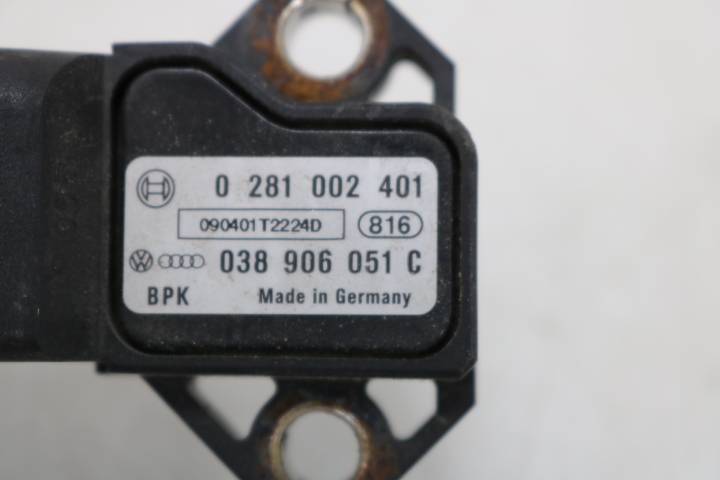 0 281 002 401
090401T2224D 816
038 906 051 C
BPK Made in Germany